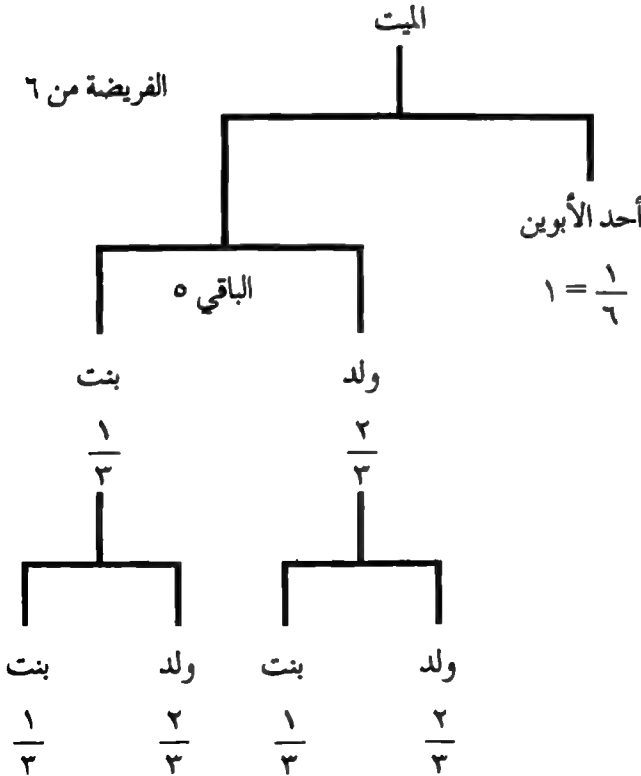 الميت
الفريضة من ٦
أحد الأبوين
١/٦ = ١
الباقي ٥
ولد
بنت
٢/٣
١/٣
ولد
بنت
ولد
بنت
٢/٣
١/٣
٢/٣
١/٣